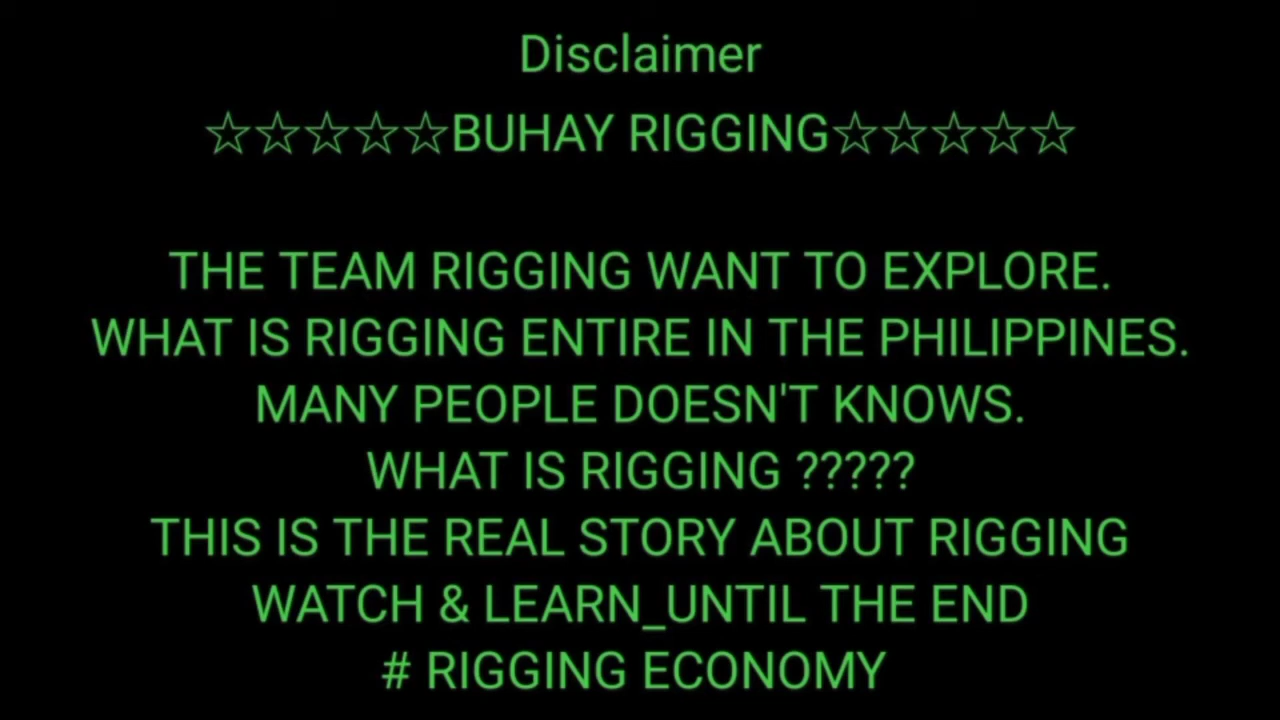 Disclaimer
☆☆☆☆☆BUHAY RIGGING☆☆☆☆☆
THE TEAM RIGGING WANT TO EXPLORE.
WHAT IS RIGGING ENTIRE IN THE PHILIPPINES.
MANY PEOPLE DOESN'T KNOWS.
WHAT IS RIGGING ?????
THIS IS THE REAL STORY ABOUT RIGGING
WATCH & LEARN_UNTIL THE END
# RIGGING ECONOMY